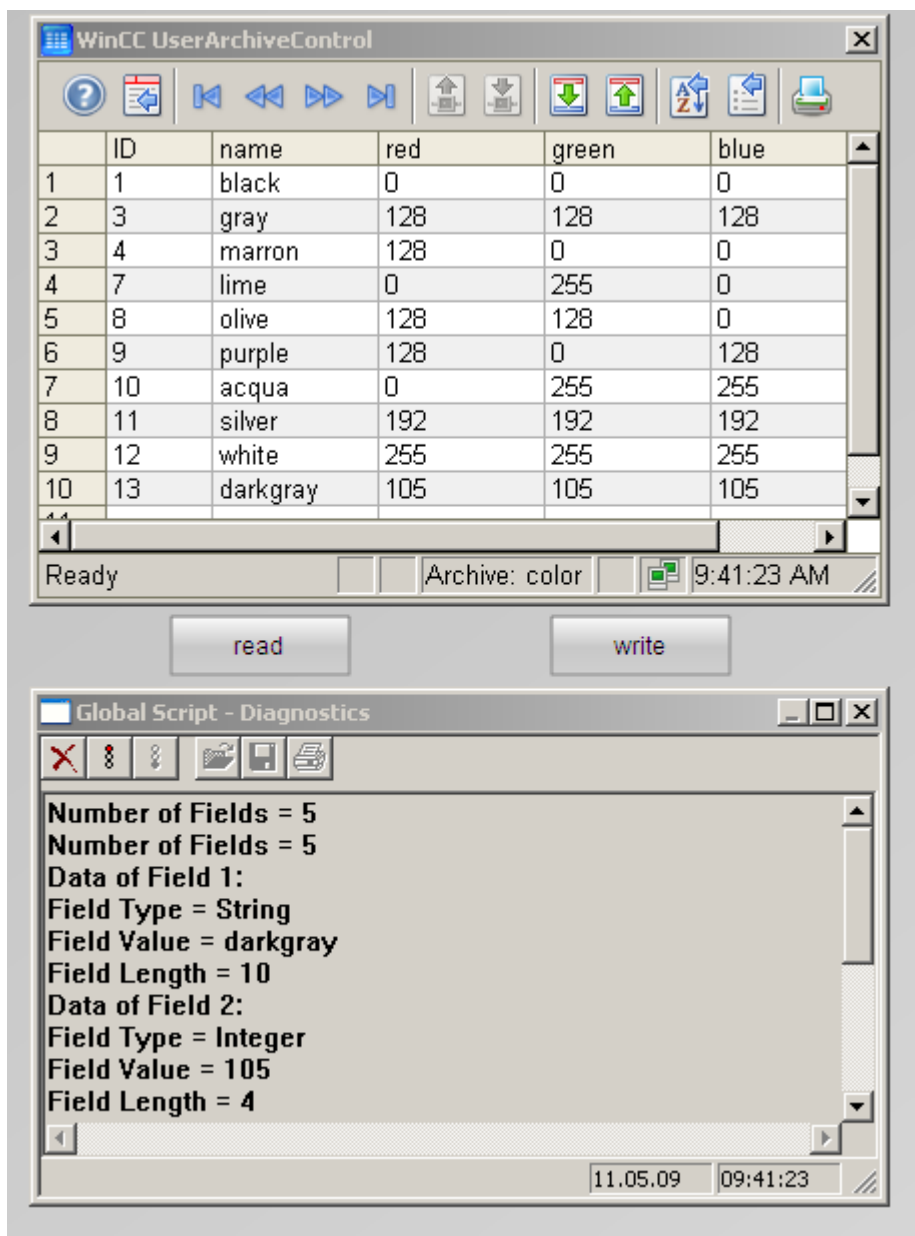 WinCC UserArchiveControl
ID name red green blue
1 1 black 0 0 0
2 3 gray 128 128 128
3 4 marron 128 0 0
4 7 lime 0 255 0
5 8 olive 128 128 0
6 9 purple 128 0 128
7 10 acqua 0 255 255
8 11 silver 192 192 192
9 12 white 255 255 255
10 13 darkgray 105 105 105
Ready Archive: color 9:41:23 AM
read write
Global Script - Diagnostics
Number of Fields = 5
Number of Fields = 5
Data of Field 1:
Field Type = String
Field Value = darkgray
Field Length = 10
Data of Field 2:
Field Type = Integer
Field Value = 105
Field Length = 4
11.05.09 09:41:23